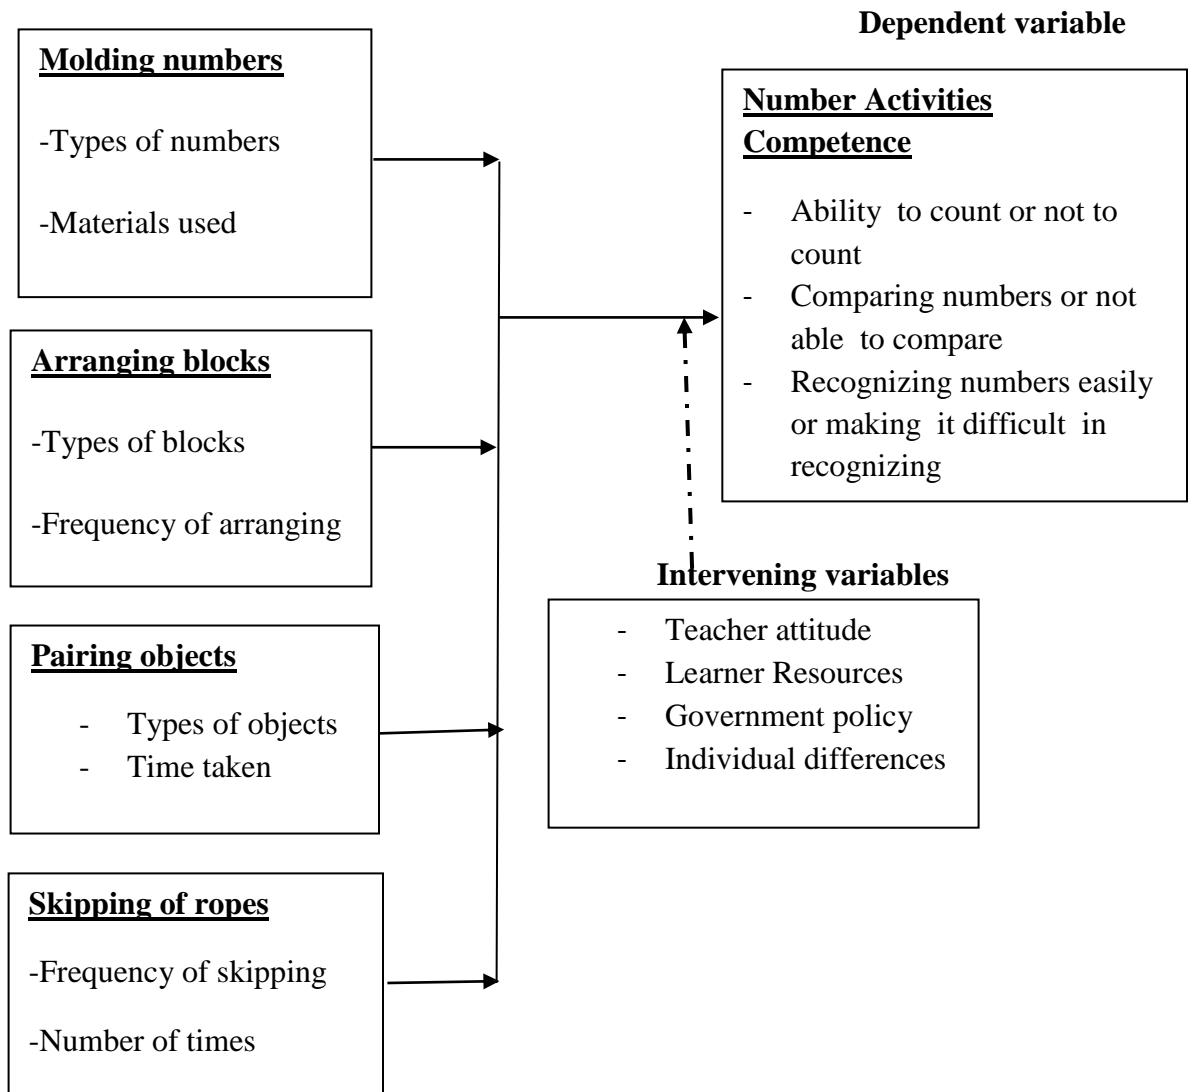 Dependent variable
Molding numbers
-Types of numbers
-Materials used
Arranging blocks
-Types of blocks
-Frequency of arranging
Pairing objects
- Types of objects
- Time taken
Skipping of ropes
-Frequency of skipping
-Number of times
Number Activities
Competence
- Ability to count or not to
count
- Comparing numbers or not
able to compare
- Recognizing numbers easily
or making it difficult in
recognizing
Intervening variables
- Teacher attitude
- Learner Resources
- Government policy
- Individual differences